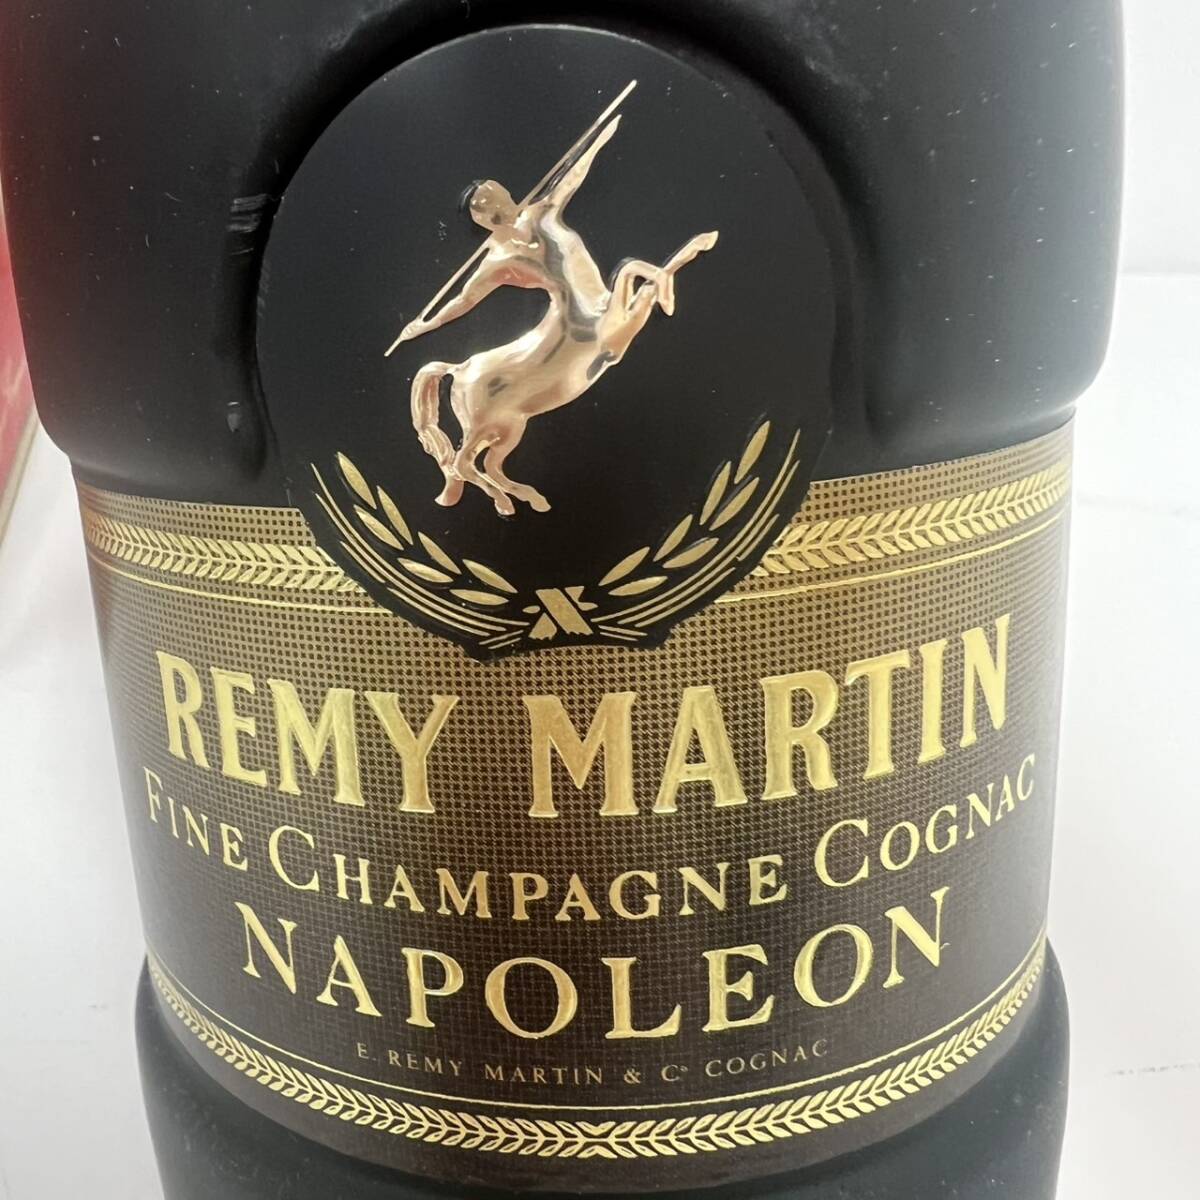 REMY MARTIN
FINE CHAMPAGNE COGNAC
NAPOLEON
E. REMY MARTIN & Cº COGNAC